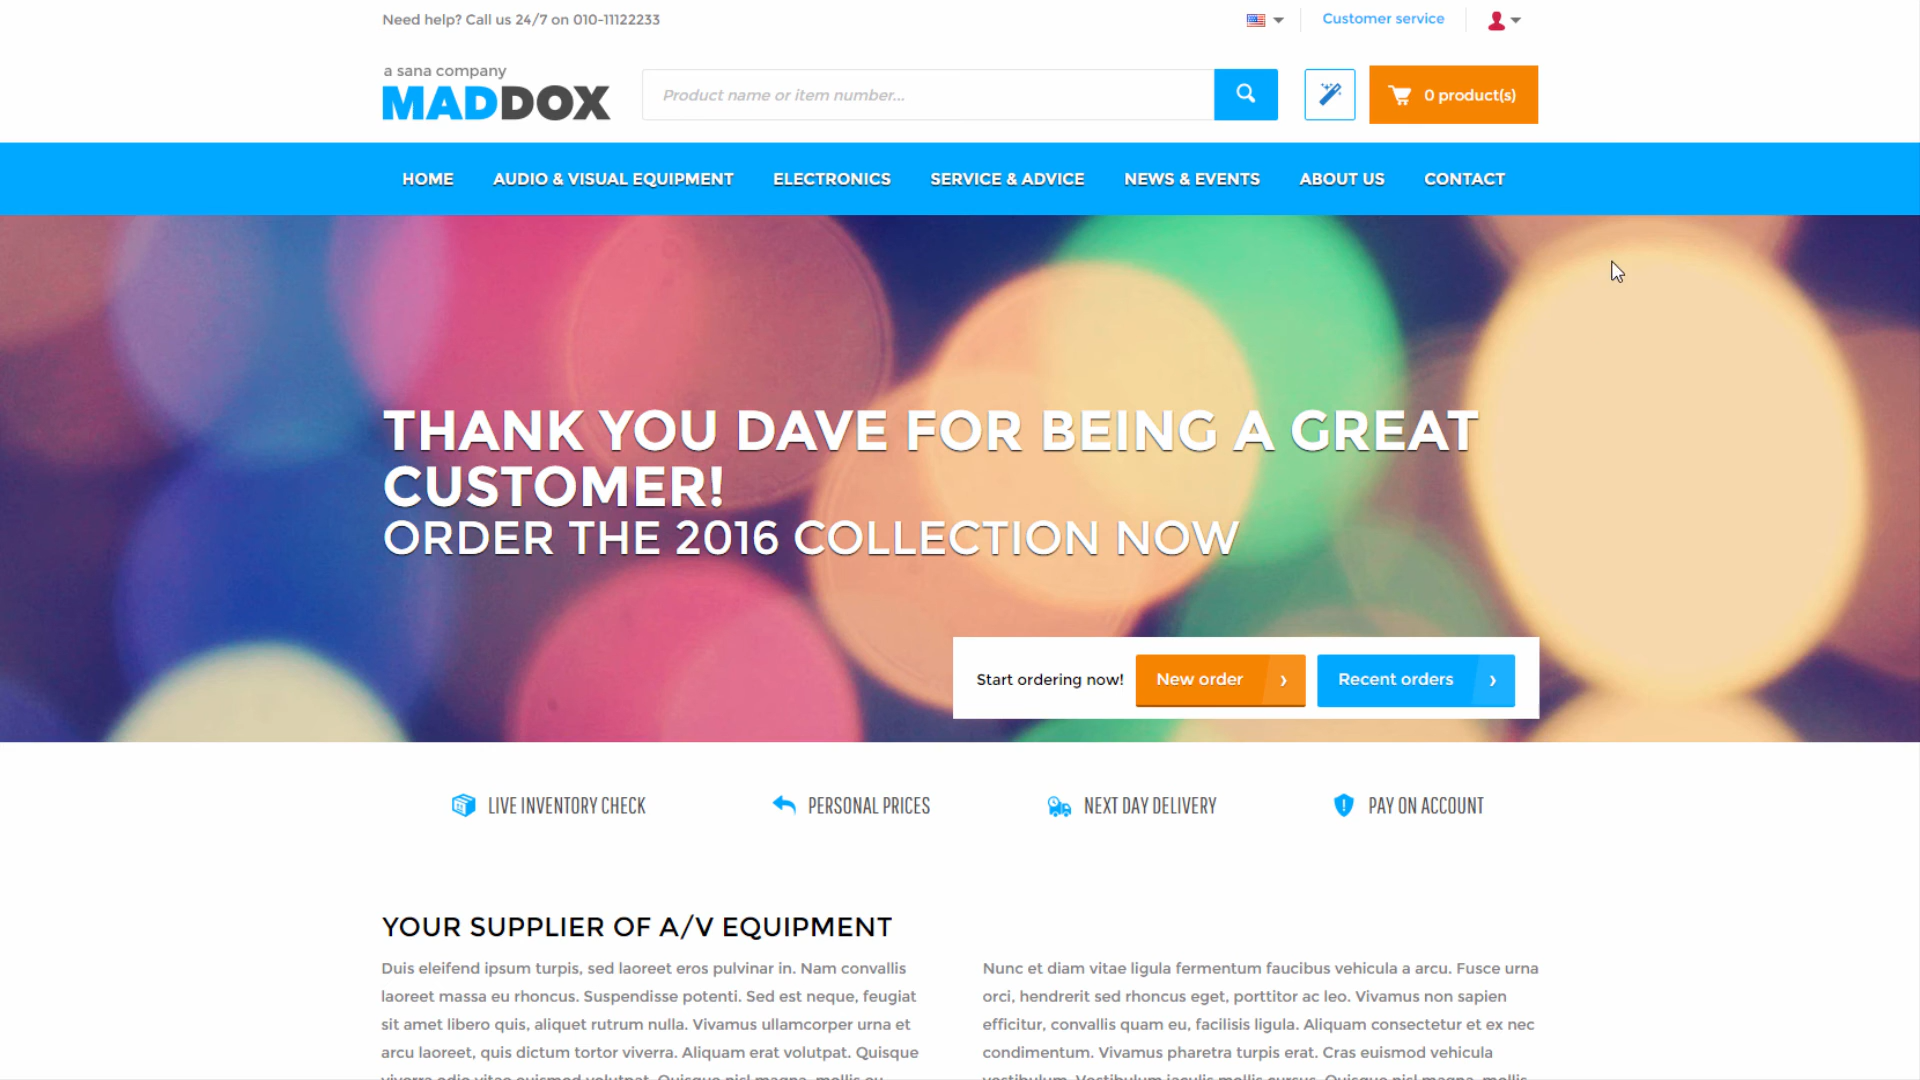 Need help? Call us 24/7 on 010-11122233
Customer service
a sana company
MADDOX
Product name or item number...
0 product(s)
HOME
AUDIO & VISUAL EQUIPMENT
ELECTRONICS
SERVICE & ADVICE
NEWS & EVENTS
ABOUT US
CONTACT
THANK YOU DAVE FOR BEING A GREAT
CUSTOMER!
ORDER THE 2016 COLLECTION NOW
Start ordering now!
New order
Recent orders
LIVE INVENTORY CHECK
PERSONAL PRICES
NEXT DAY DELIVERY
PAY ON ACCOUNT
YOUR SUPPLIER OF A/V EQUIPMENT
Duis eleifend ipsum turpis, sed laoreet eros pulvinar in. Nam convallis
laoreet massa eu rhoncus. Suspendisse potenti. Sed est neque, feugiat
sit amet libero quis, aliquet rutrum nulla. Vivamus ullamcorper urna et
arcu laoreet, quis dictum tortor viverra. Aliquam erat volutpat. Quisque
Nunc et diam vitae ligula fermentum faucibus vehicula a arcu. Fusce urna
orci, hendrerit sed rhoncus eget, porttitor ac leo. Vivamus non sapien
efficitur, convallis quam eu, facilisis ligula. Aliquam consectetur et ex nec
condimentum. Vivamus pharetra turpis erat. Cras euismod vehicula